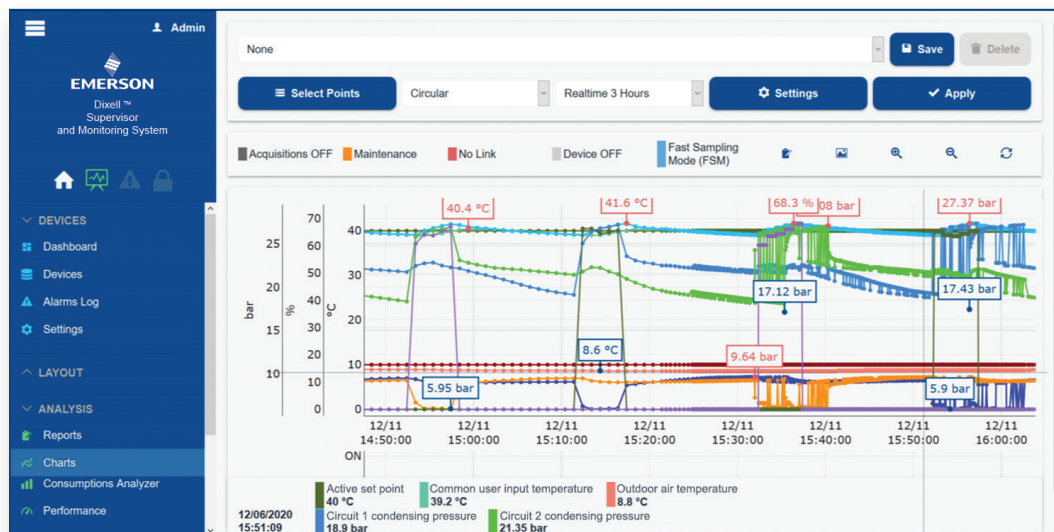 Admin
EMERSON
Dixell ™
Supervisor
and Monitoring System
DEVICES
Dashboard
Devices
Alarms Log
Settings
LAYOUT
ANALYSIS
Reports
Charts
Consumptions Analyzer
Performance
None
Save
Delete
Select Points
Circular
Realtime 3 Hours
Settings
Apply
Acquisitions OFF
Maintenance
No Link
Device OFF
Fast Sampling
Mode (FSM)
40.4 °C
41.6 °C
68.3 %
08 bar
27.37 bar
17.12 bar
17.43 bar
8.6 °C
9.64 bar
5.95 bar
5.9 bar
bar
25
20
15
10
%
70
60
50
40
30
20
10
0
°C
40
30
20
10
0
12/11
14:50:00
12/11
15:00:00
12/11
15:10:00
12/11
15:20:00
12/11
15:30:00
12/11
15:40:00
12/11
15:50:00
12/11
16:00:00
ON
12/06/2020
15:51:09
Active set point
40 °C
Common user input temperature
39.2 °C
Outdoor air temperature
8.8 °C
Circuit 1 condensing pressure
18.9 bar
Circuit 2 condensing pressure
21.35 bar